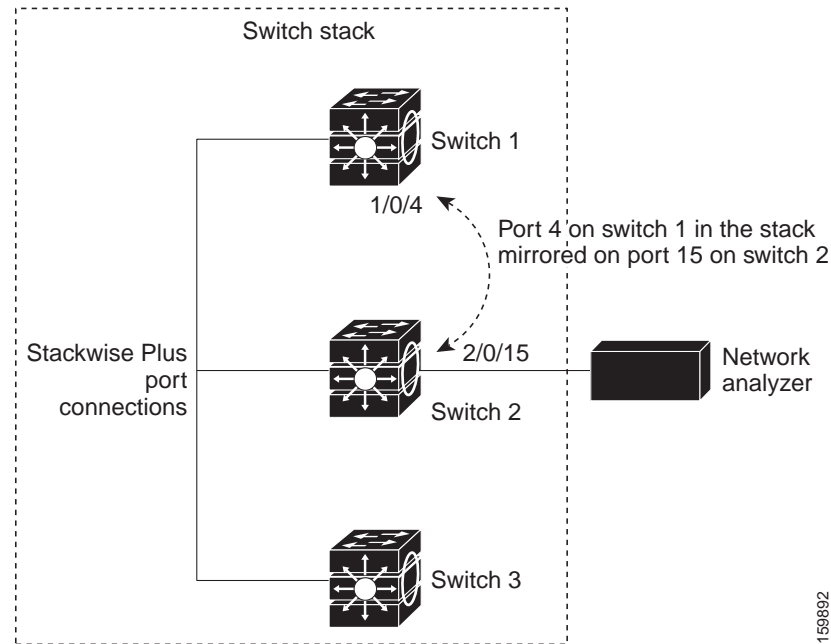 Switch stack
Switch 1
1/0/4
Port 4 on switch 1 in the stack
mirrored on port 15 on switch 2
Stackwise Plus
port
connections
2/0/15
Switch 2
Network
analyzer
Switch 3
159892